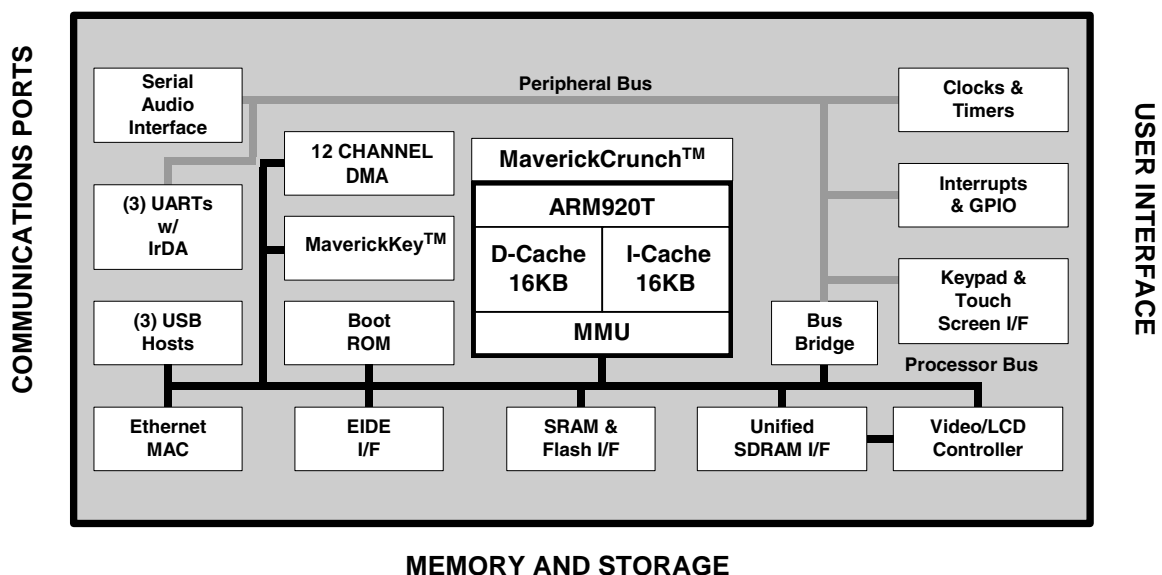 COMMUNICATIONS PORTS
Serial
Audio
Interface
Peripheral Bus
Clocks &
Timers
12 CHANNEL
DMA
MaverickCrunch™
(3) UARTs
w/
IrDA
ARM920T
Interrupts
& GPIO
MaverickKey™
D-Cache
16KB
I-Cache
16KB
Keypad &
Touch
Screen I/F
(3) USB
Hosts
Boot
ROM
MMU
Bus
Bridge
Processor Bus
Ethernet
MAC
EIDE
I/F
SRAM &
Flash I/F
Unified
SDRAM I/F
Video/LCD
Controller
USER INTERFACE
MEMORY AND STORAGE